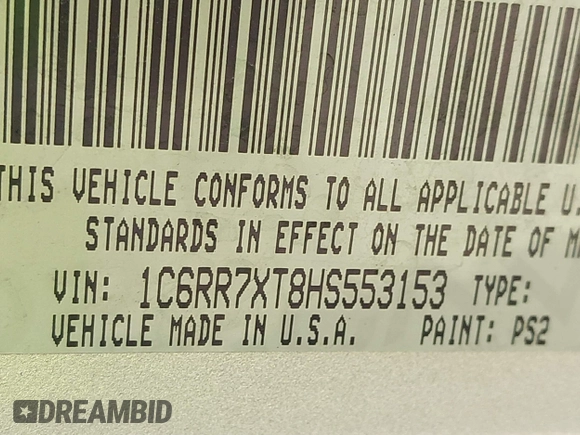 THIS VEHICLE CONFORMS TO ALL APPLICABLE U.
STANDARDS IN EFFECT ON THE DATE OF M
VIN: 1C6RR7XT8HS553153 TYPE:
VEHICLE MADE IN U.S.A. PAINT: PS2
DREAMBID